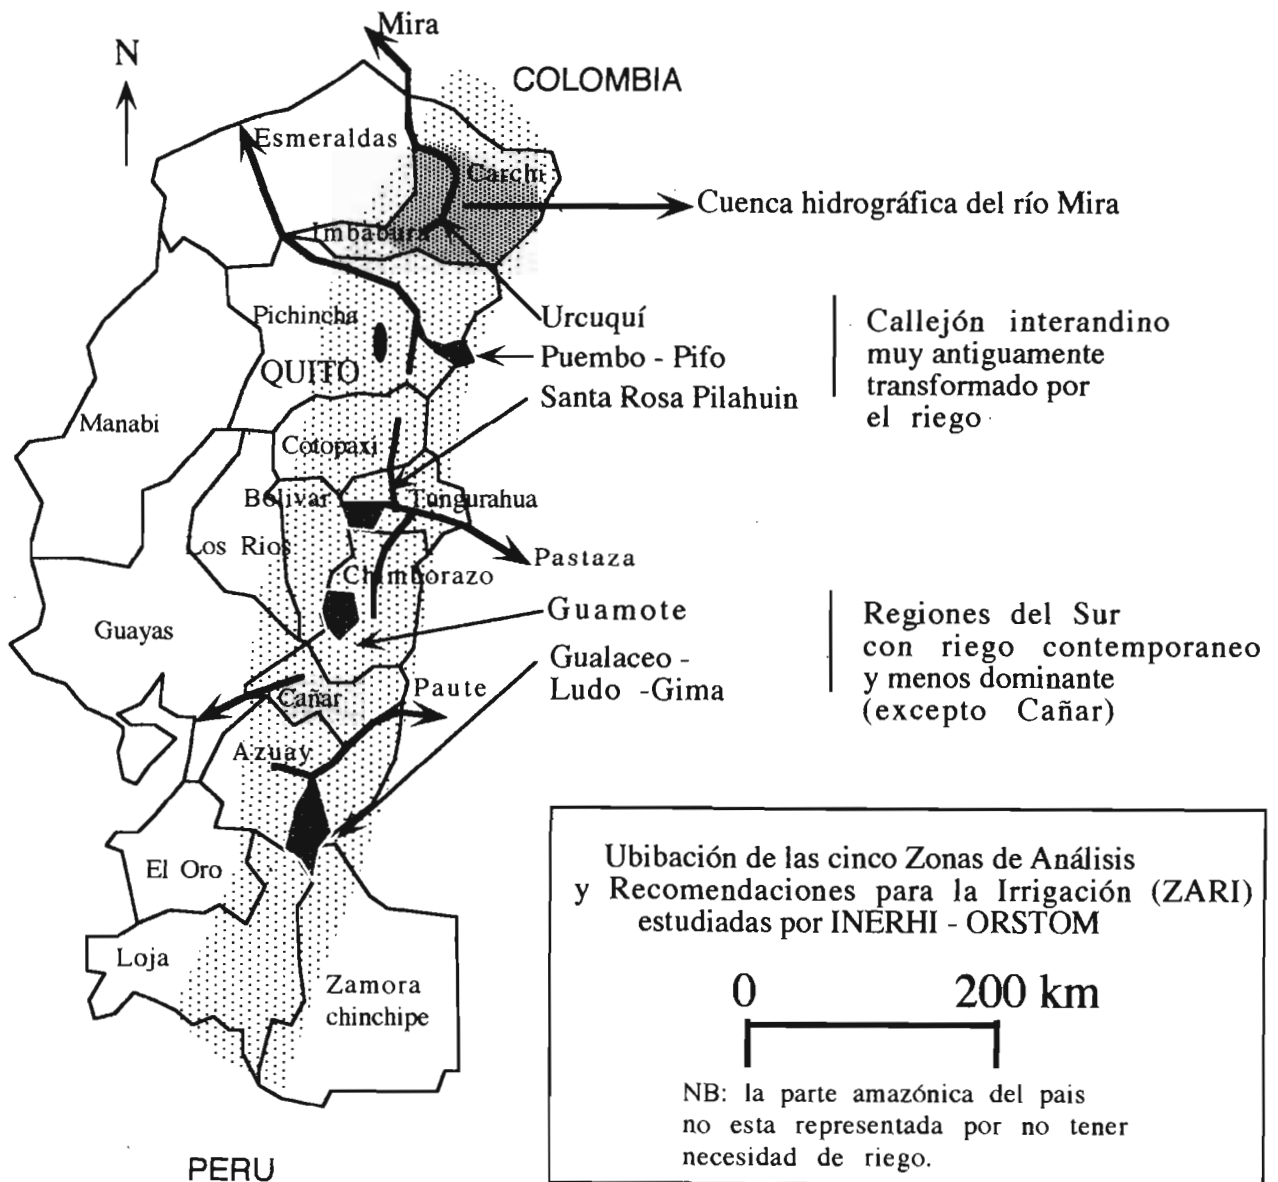 Mira
N
COLOMBIA
Esmeraldas
Carchi
Cuenca hidrográfica del río Mira
Imbabura
Pichincha
Urcuquí
Puembo - Pifo
QUITO
Santa Rosa Pilahuin
Callejón interandino
muy antiguamente
transformado por
el riego
Manabi
Cotopaxi
Bolivar
Tungurahua
Los Rios
Pastaza
Chimborazo
Guamote
Guayas
Gualaceo -
Ludo -Gima
Regiones del Sur
con riego contemporaneo
y menos dominante
(excepto Cañar)
Paute
Cañar
Azuay
El Oro
Loja
Zamora
chinchipe
Ubibación de las cinco Zonas de Análisis
y Recomendaciones para la Irrigación (ZARI)
estudiadas por INERHI - ORSTOM
0 200 km
NB: la parte amazónica del pais
no esta representada por no tener
necesidad de riego.
PERU